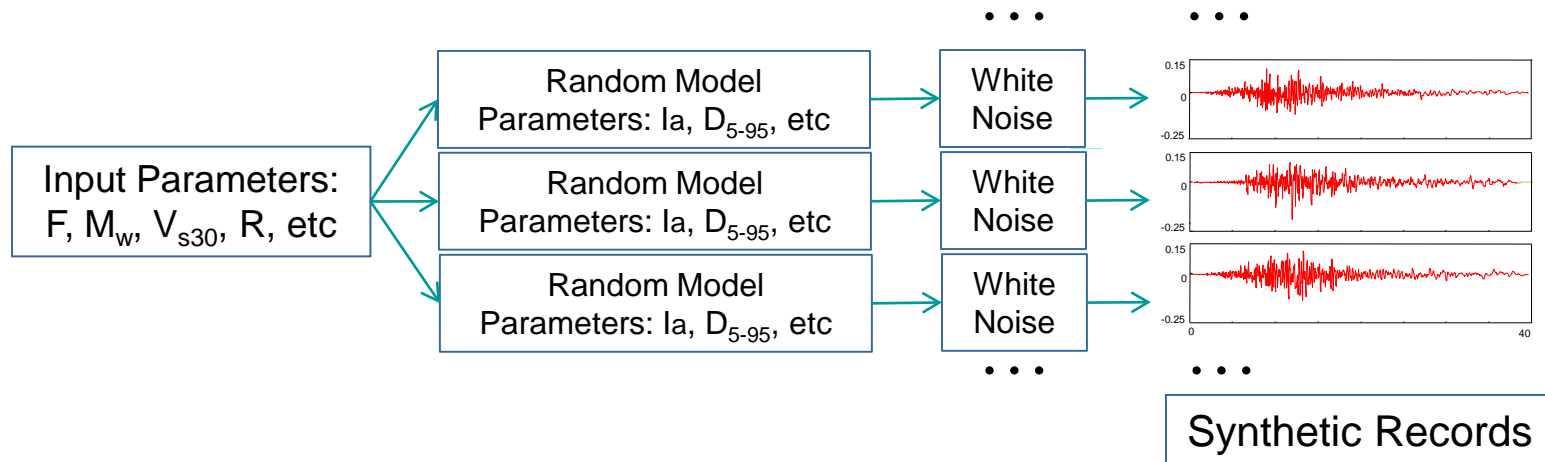 • • •
• • •
Input Parameters:
F, Mw, Vs30, R, etc
Random Model
Parameters: Ia, D5-95, etc
White
Noise
0.15
0
-0.25
Random Model
Parameters: Ia, D5-95, etc
White
Noise
0.15
0
-0.25
Random Model
Parameters: Ia, D5-95, etc
White
Noise
0.15
0
-0.25
0
40
• • •
• • •
Synthetic Records